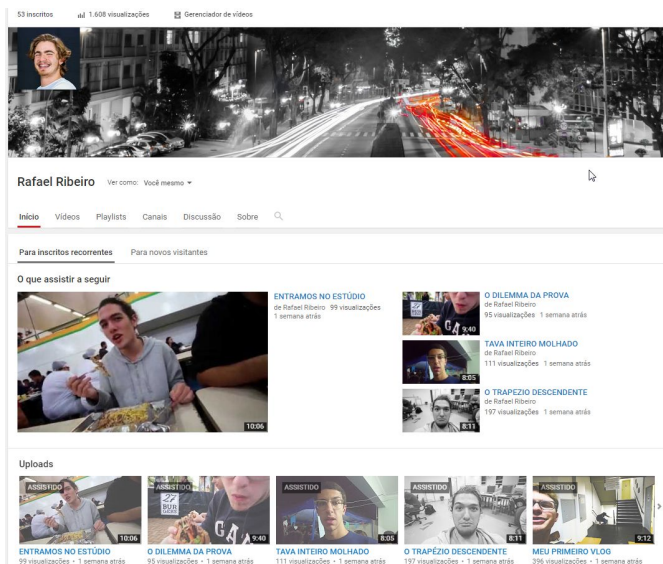 53 inscritos 1.608 visualizações Gerenciador de vídeos
Rafael Ribeiro Ver como: Você mesmo
Início Vídeos Playlists Canais Discussão Sobre
Para inscritos recorrentes Para novos visitantes
O que assistir a seguir
10:06
ENTRAMOS NO ESTÚDIO
de Rafael Ribeiro 99 visualizações
1 semana atrás
9:40
O DILEMMA DA PROVA
de Rafael Ribeiro
95 visualizações 1 semana atrás
8:05
TAVA INTEIRO MOLHADO
de Rafael Ribeiro
111 visualizações 1 semana atrás
8:11
O TRAPEZIO DESCENDENTE
de Rafael Ribeiro
197 visualizações 1 semana atrás
Uploads
ASSISTIDO
10:06
ENTRAMOS NO ESTÚDIO
99 visualizações • 1 semana atrás
ASSISTIDO
27
BUR
GA
9:40
O DILEMMA DA PROVA
95 visualizações • 1 semana atrás
ASSISTIDO
8:05
TAVA INTEIRO MOLHADO
111 visualizações • 1 semana atrás
ASSISTIDO
8:11
O TRAPÉZIO DESCENDENTE
197 visualizações • 1 semana atrás
ASSISTIDO
9:12
MEU PRIMEIRO VLOG
396 visualizações • 1 semana atrás